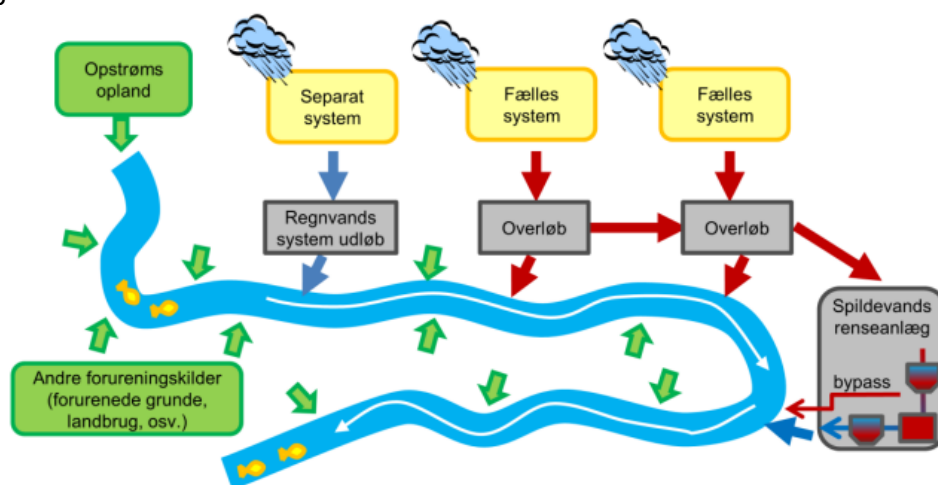 Opstrøms
opland
Separat
system
Fælles
system
Fælles
system
Regnvands
system udløb
Overløb
Overløb
Spildevands
renseanlæg
bypass
Andre forureningskilder
(forurenede grunde,
landbrug, osv.)